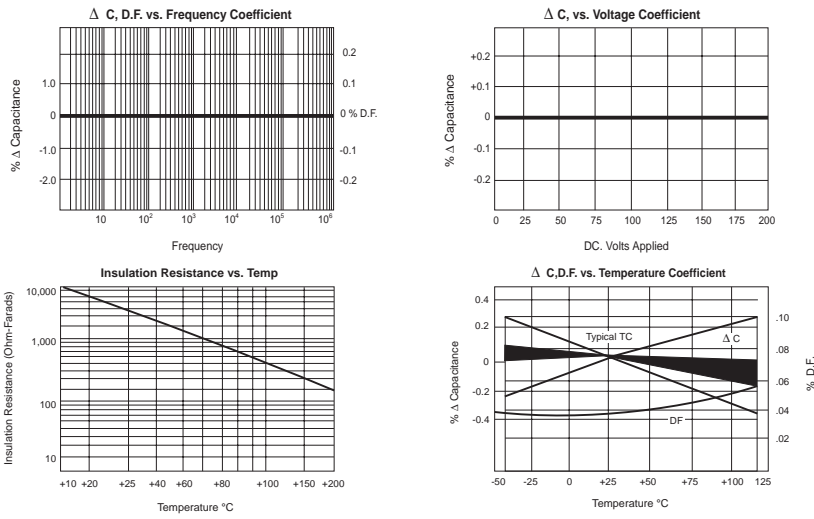 Δ C, D.F. vs. Frequency Coefficient
% Δ Capacitance
1.0
0
-1.0
-2.0
0.2
0.1
0 % D.F.
-0.1
-0.2
10 10² 10³ 10⁴ 10⁵ 10⁶
Frequency
Δ C, vs. Voltage Coefficient
% Δ Capacitance
+0.2
+0.1
0
-0.1
-0.2
0 25 50 75 100 125 150 175 200
DC. Volts Applied
Insulation Resistance vs. Temp
Insulation Resistance (Ohm-Farads)
10,000
1,000
100
10
+10 +20 +25 +40 +60 +80 +100 +150 +200
Temperature °C
Δ C,D.F. vs. Temperature Coefficient
% Δ Capacitance
0.4
0.2
0
-0.2
-0.4
Typical TC
Δ C
DF
.10
.08
.06
.04
.02
% D.F.
-50 -25 0 +25 +50 +75 +100 125
Temperature °C